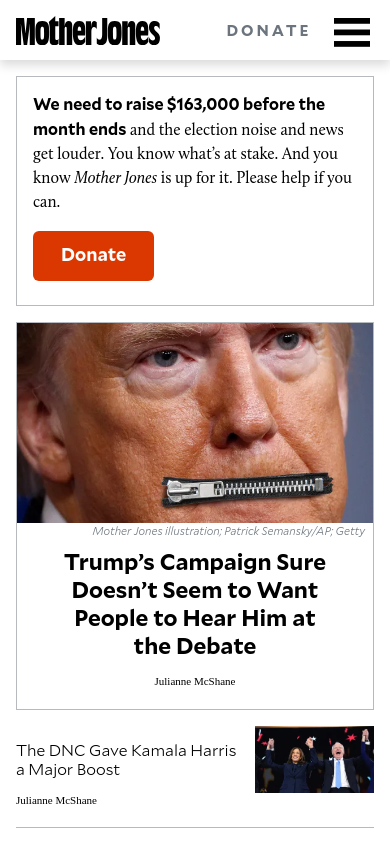 Mother Jones
DONATE
We need to raise $163,000 before the
month ends and the election noise and news
get louder. You know what’s at stake. And you
know Mother Jones is up for it. Please help if you
can.
Donate
Mother Jones illustration; Patrick Semansky/AP; Getty
Trump’s Campaign Sure
Doesn’t Seem to Want
People to Hear Him at
the Debate
Julianne McShane
The DNC Gave Kamala Harris
a Major Boost
Julianne McShane